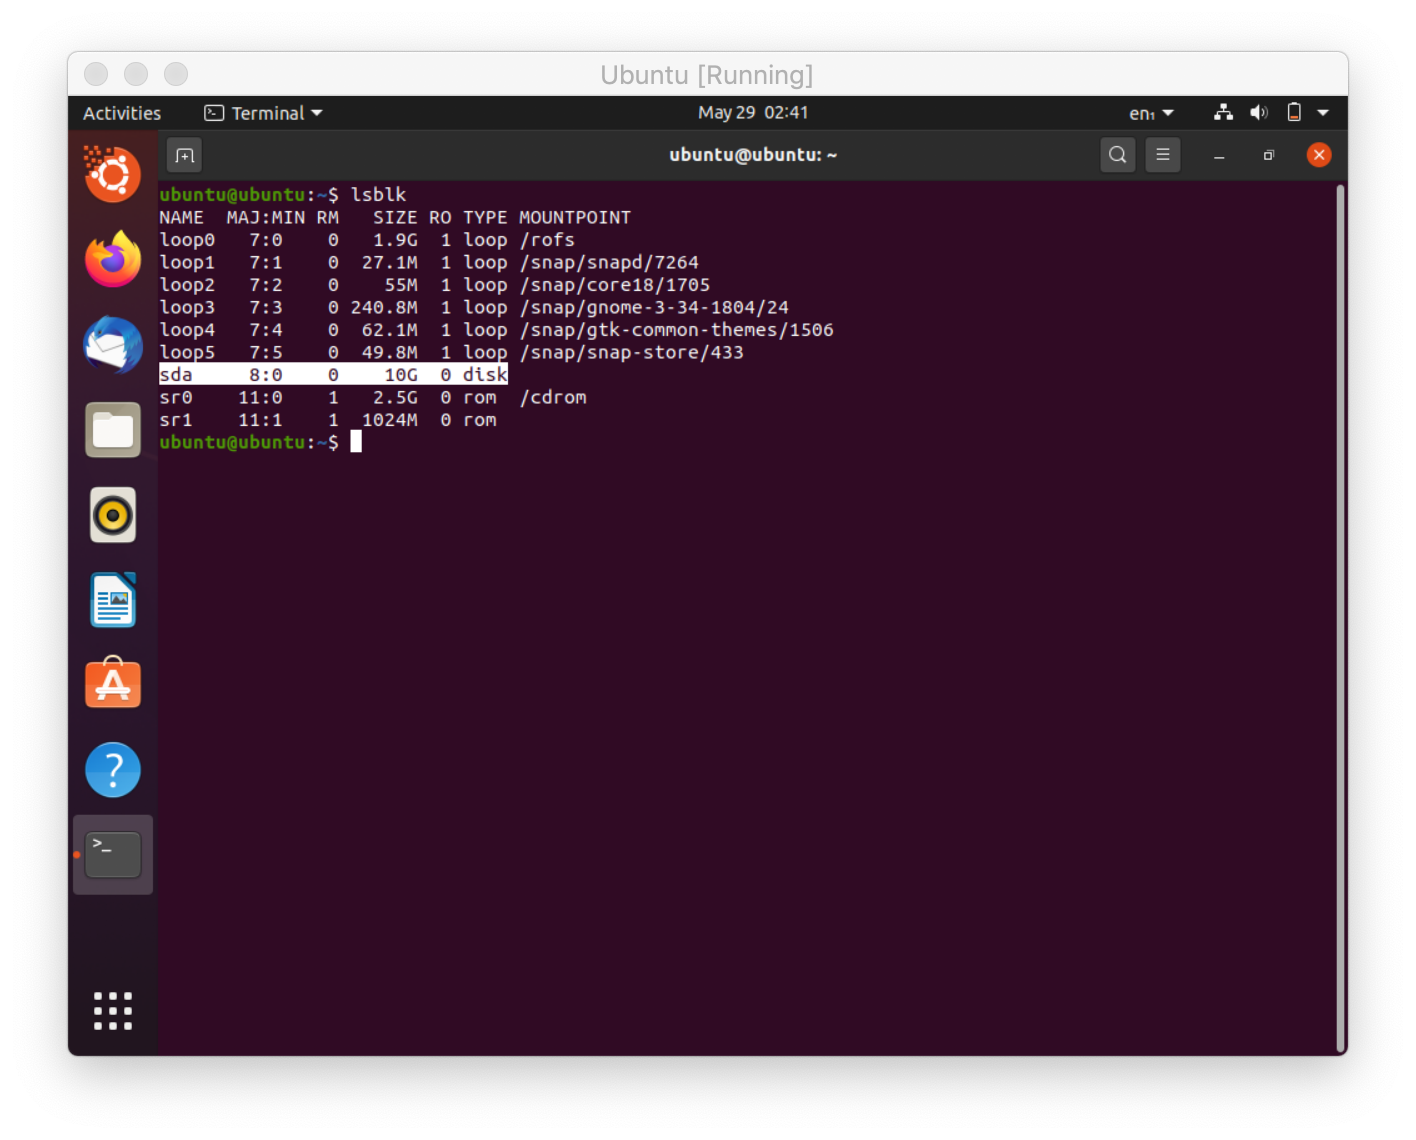 Ubuntu [Running]
Activities Terminal May 29 02:41 en₁
ubuntu@ubuntu: ~
ubuntu@ubuntu:~$ lsblk
NAME MAJ:MIN RM SIZE RO TYPE MOUNTPOINT
loop0 7:0 0 1.9G 1 loop /rofs
loop1 7:1 0 27.1M 1 loop /snap/snapd/7264
loop2 7:2 0 55M 1 loop /snap/core18/1705
loop3 7:3 0 240.8M 1 loop /snap/gnome-3-34-1804/24
loop4 7:4 0 62.1M 1 loop /snap/gtk-common-themes/1506
loop5 7:5 0 49.8M 1 loop /snap/snap-store/433
sda 8:0 0 10G 0 disk
sr0 11:0 1 2.5G 0 rom /cdrom
sr1 11:1 1 1024M 0 rom
ubuntu@ubuntu:~$